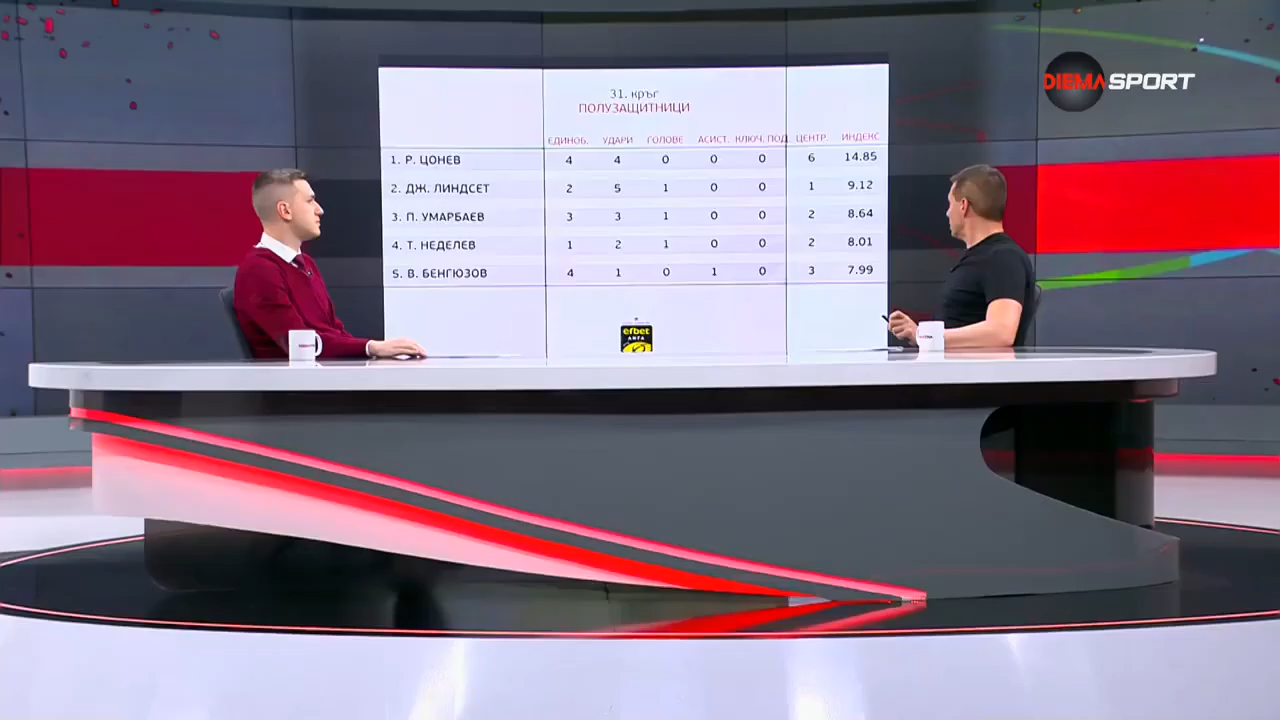 DIEMA SPORT
31. кръг
ПОЛУЗАЩИТНИЦИ
ЕДИНОБ. УДАРИ ГОЛОВЕ АСИСТ. КЛЮЧ. ПОД ЦЕНТР. ИНДЕКС
1. Р. ЦОНЕВ 4 4 0 0 0 6 14.85
2. ДЖ. ЛИНДСЕТ 2 5 1 0 0 1 9.12
3. П. УМАРБАЕВ 3 3 1 0 0 2 8.64
4. Т. НЕДЕЛЕВ 1 2 1 0 0 2 8.01
5. В. БЕНГЮЗОВ 4 1 0 1 0 3 7.99
efbet
ЛИГА